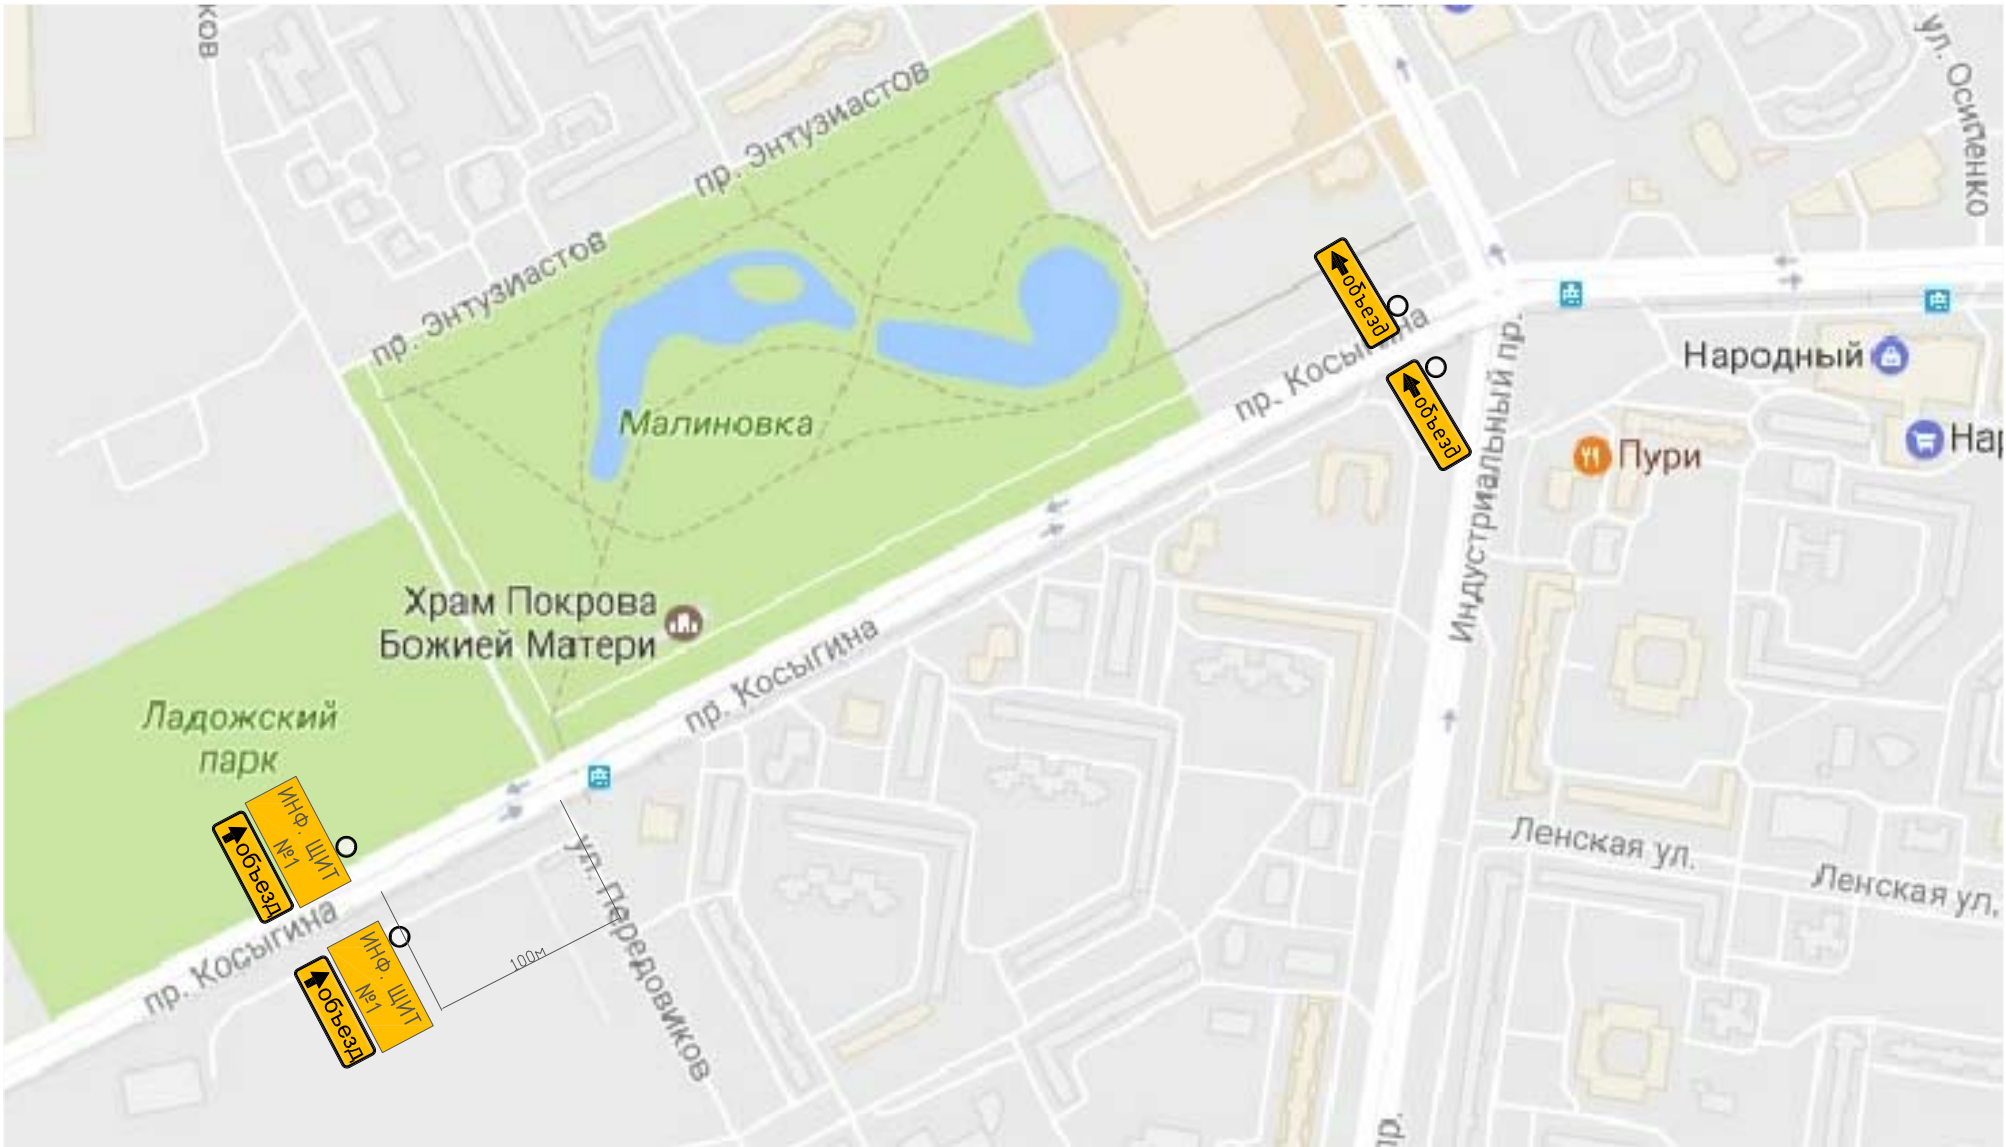 ков
пр. Энтузиастов
ул. Осипенко
пр. Энтузиастов
объезд
пр. Косыгина
объезд
Народный
Малиновка
Индустриальный пр.
Пури
Нар
Храм Покрова
Божией Матери
пр. Косыгина
Ладожский
парк
ИНФ. ЩИТ
№1
объезд
Ленская ул.
Ленская ул.
ул. Передовиков
пр. Косыгина
ИНФ. ЩИТ
№1
объезд
100м
пр.